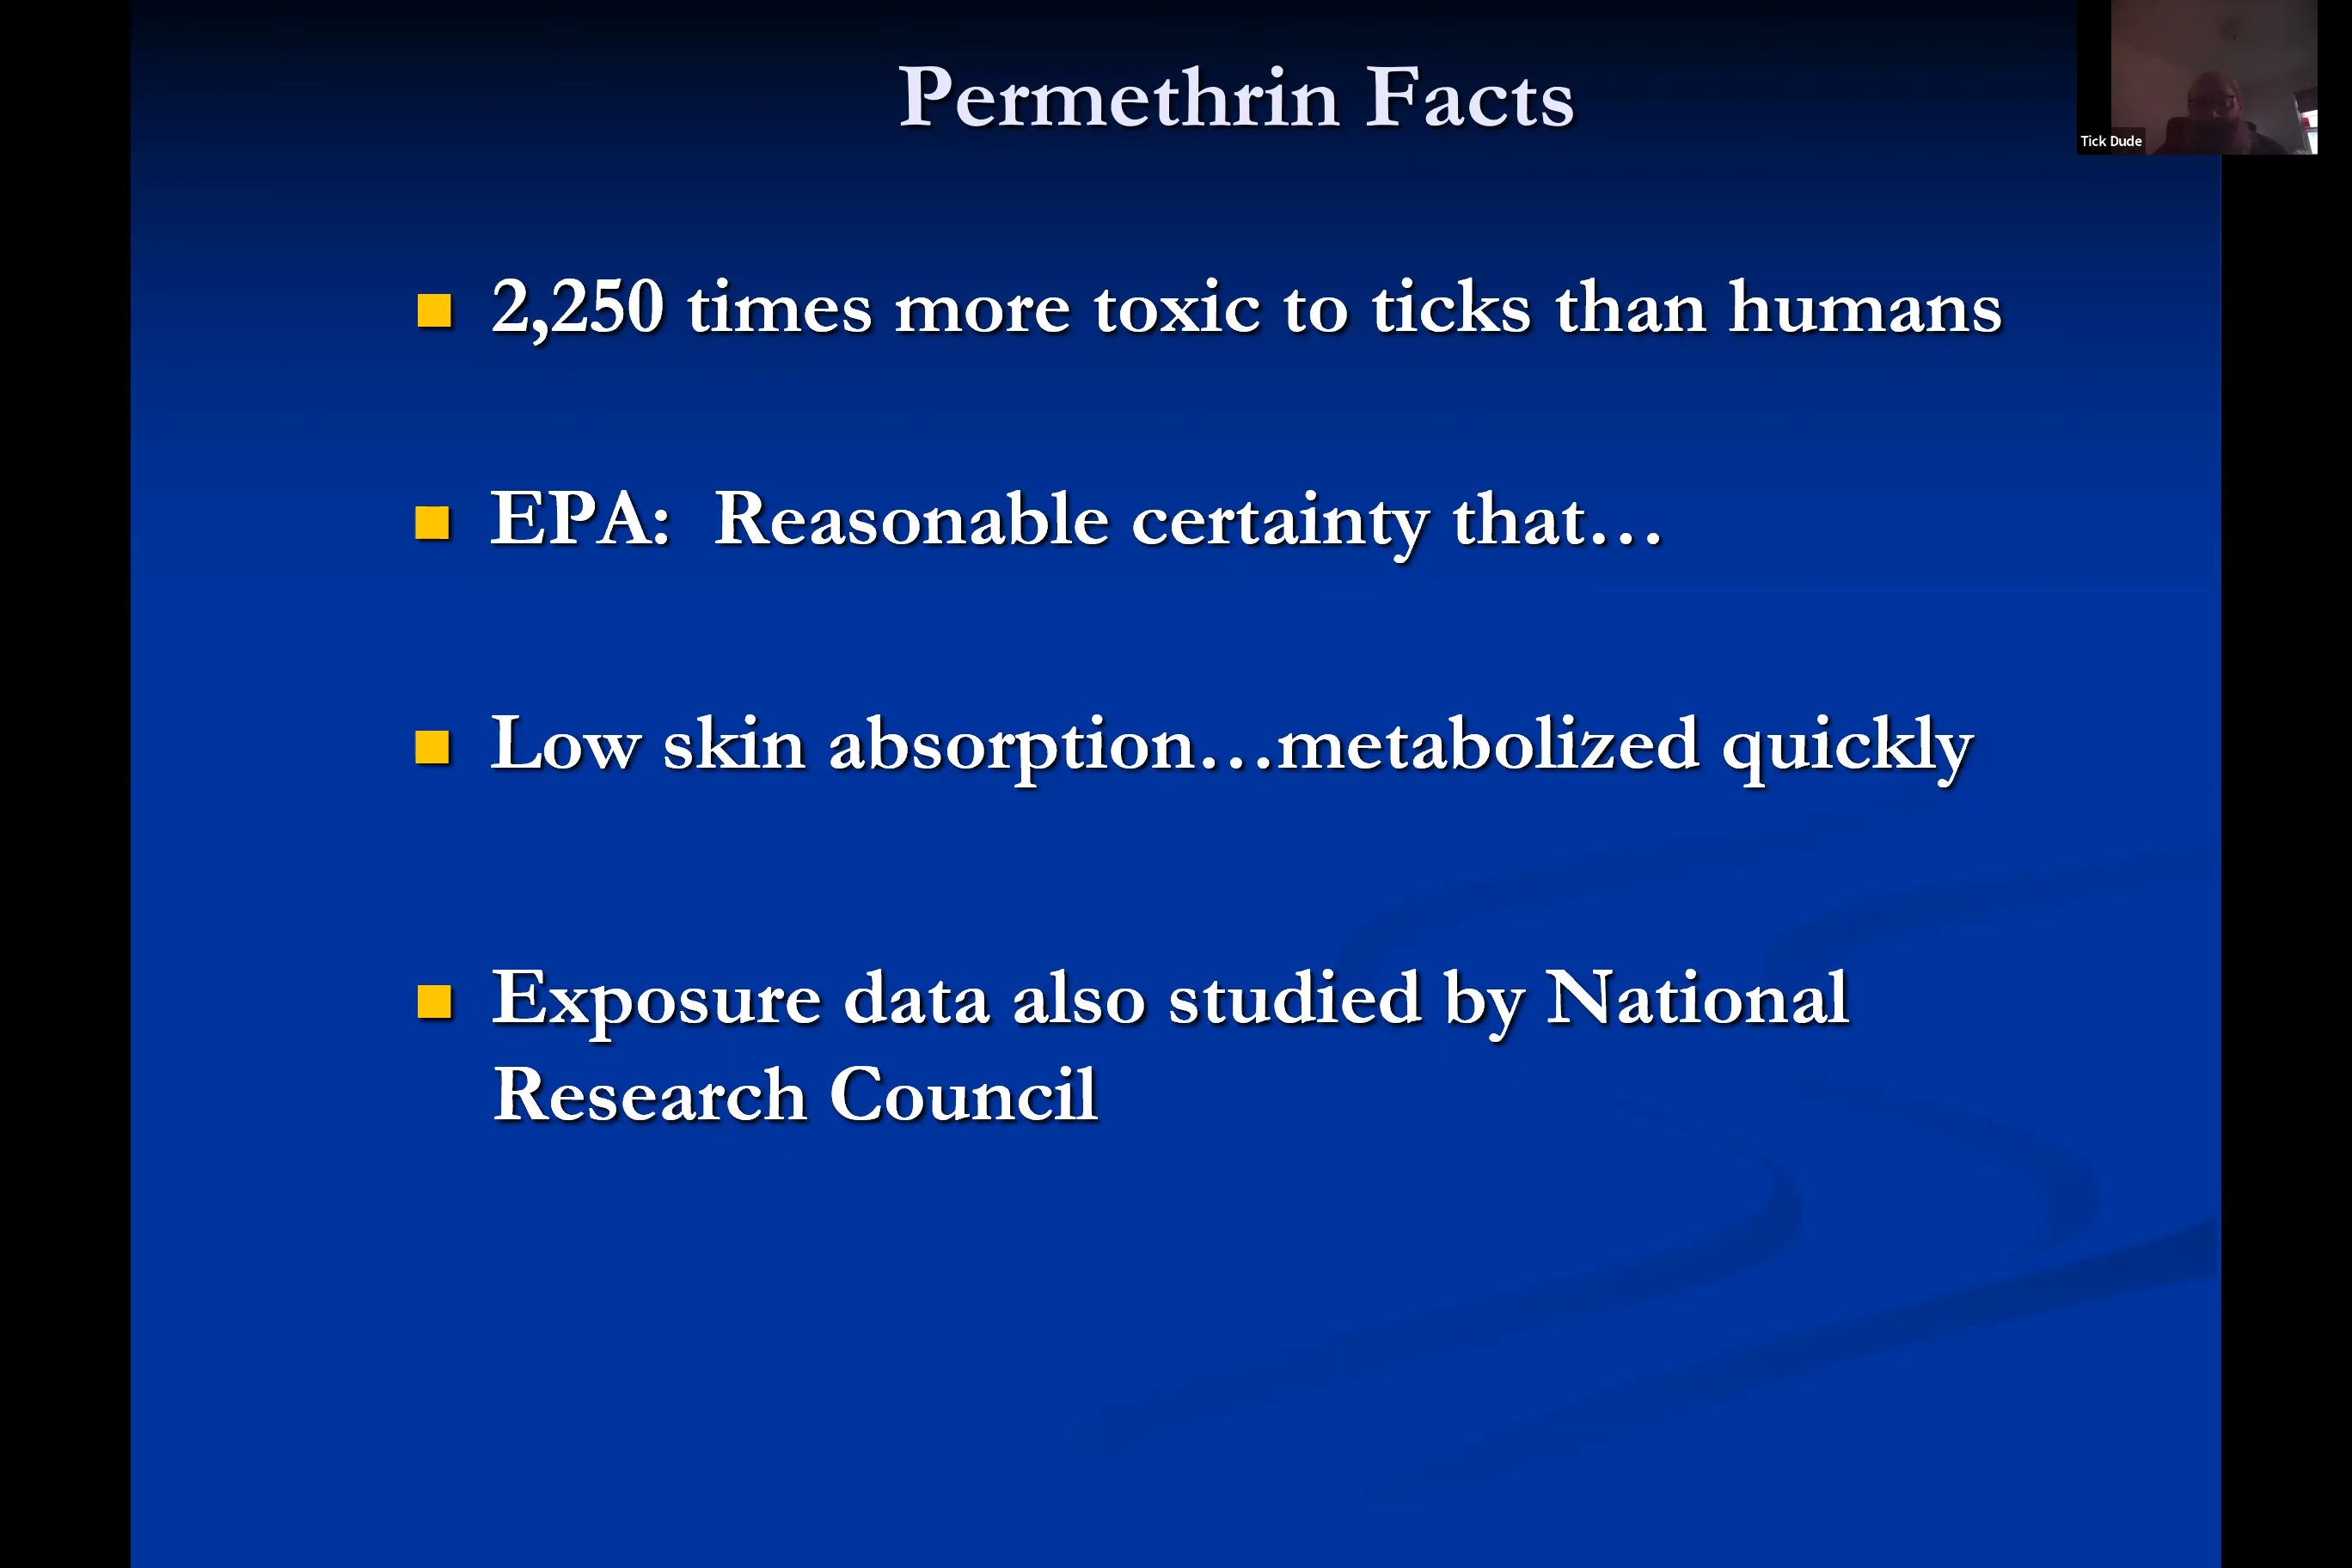 Permethrin Facts
Tick Dude
2,250 times more toxic to ticks than humans
EPA:  Reasonable certainty that…
Low skin absorption…metabolized quickly
Exposure data also studied by National
Research Council